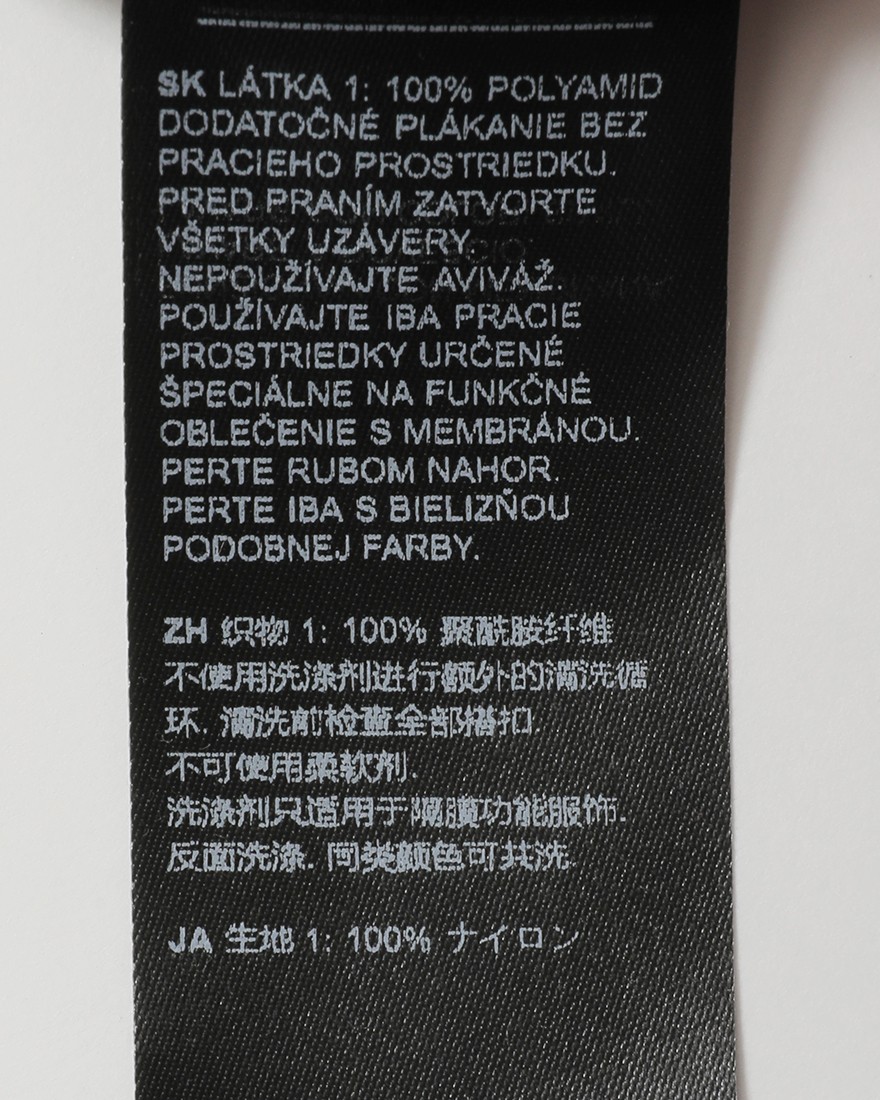 SK LÁTKA 1: 100% POLYAMID
DODATOČNÉ PLÁKANIE BEZ
PRACIEHO PROSTRIEDKU.
PRED PRANÍM ZATVORTE
VŠETKY UZÁVERY.
NEPOUŽÍVAJTE AVIVÁŽ.
POUŽÍVAJTE IBA PRACIE
PROSTRIEDKY URČENÉ
ŠPECIÁLNE NA FUNKČNÉ
OBLEČENIE S MEMBRÁNOU.
PERTE RUBOM NAHOR.
PERTE IBA S BIELIZŇOU
PODOBNEJ FARBY.
ZH 织物 1: 100% 聚酰胺纤维
不使用洗涤剂进行额外的清洗循
环. 清洗前检查全部搭扣
不可使用柔软剂.
洗涤剂只适用于隔膜功能服饰.
反面洗涤. 同类颜色可共洗.
JA 生地 1: 100% ナイロン